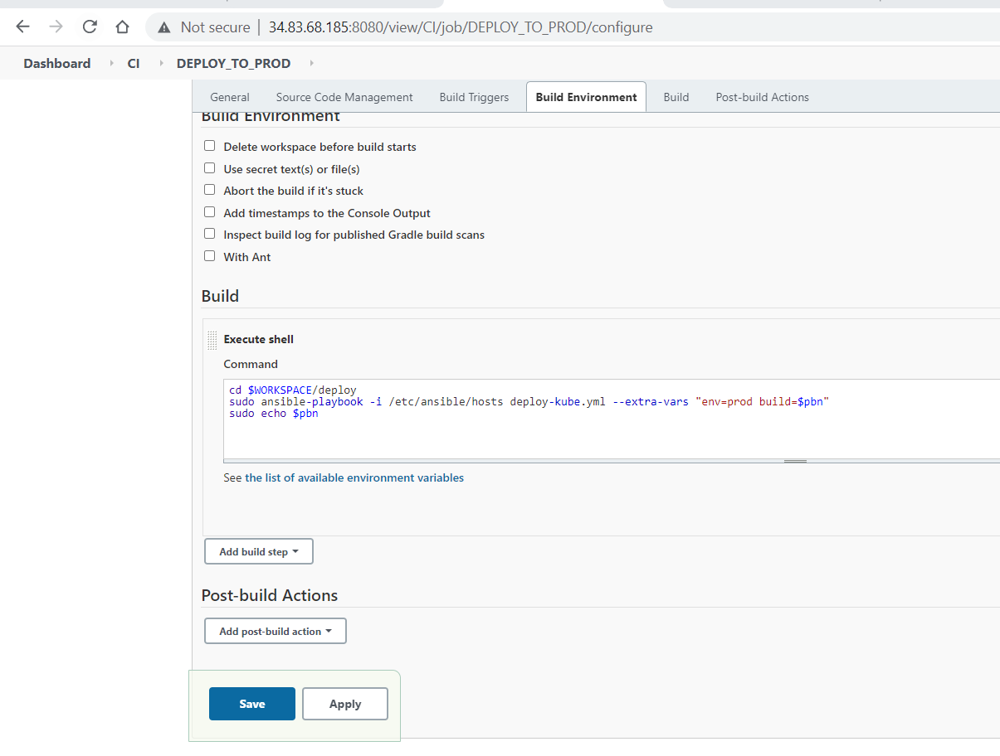 Not secure | 34.83.68.185:8080/view/CI/job/DEPLOY_TO_PROD/configure
Dashboard CI DEPLOY_TO_PROD
General Source Code Management Build Triggers Build Environment Build Post-build Actions
Build Environment
Delete workspace before build starts
Use secret text(s) or file(s)
Abort the build if it's stuck
Add timestamps to the Console Output
Inspect build log for published Gradle build scans
With Ant
Build
Execute shell
Command
cd $WORKSPACE/deploy
sudo ansible-playbook -i /etc/ansible/hosts deploy-kube.yml --extra-vars "env=prod build=$pbn"
sudo echo $pbn
See the list of available environment variables
Add build step
Post-build Actions
Add post-build action
Save Apply